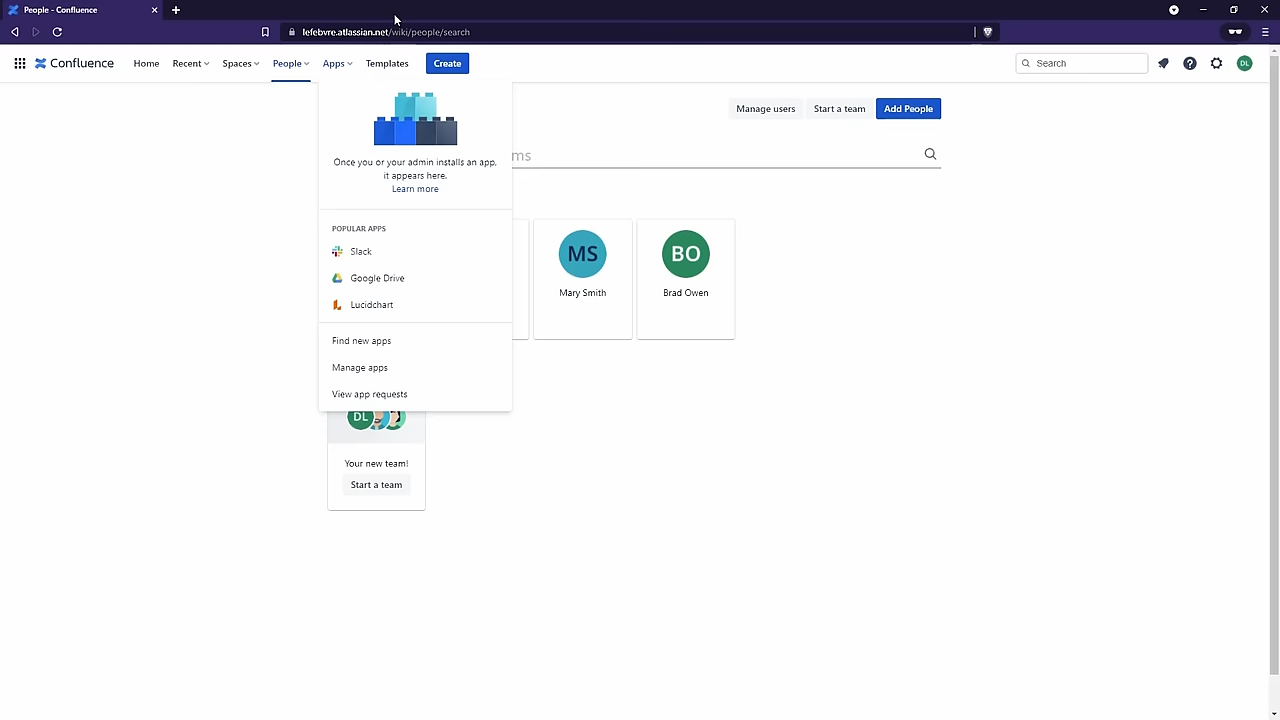 People - Confluence
lefebvre.atlassian.net/wiki/people/search
Confluence Home Recent Spaces People Apps Templates Create Search DL
Manage users Start a team Add People
Once you or your admin installs an app,
it appears here.
Learn more
ms
POPULAR APPS
Slack
Google Drive
Lucidchart
Find new apps
Manage apps
View app requests
MS
Mary Smith
BO
Brad Owen
DL
Your new team!
Start a team